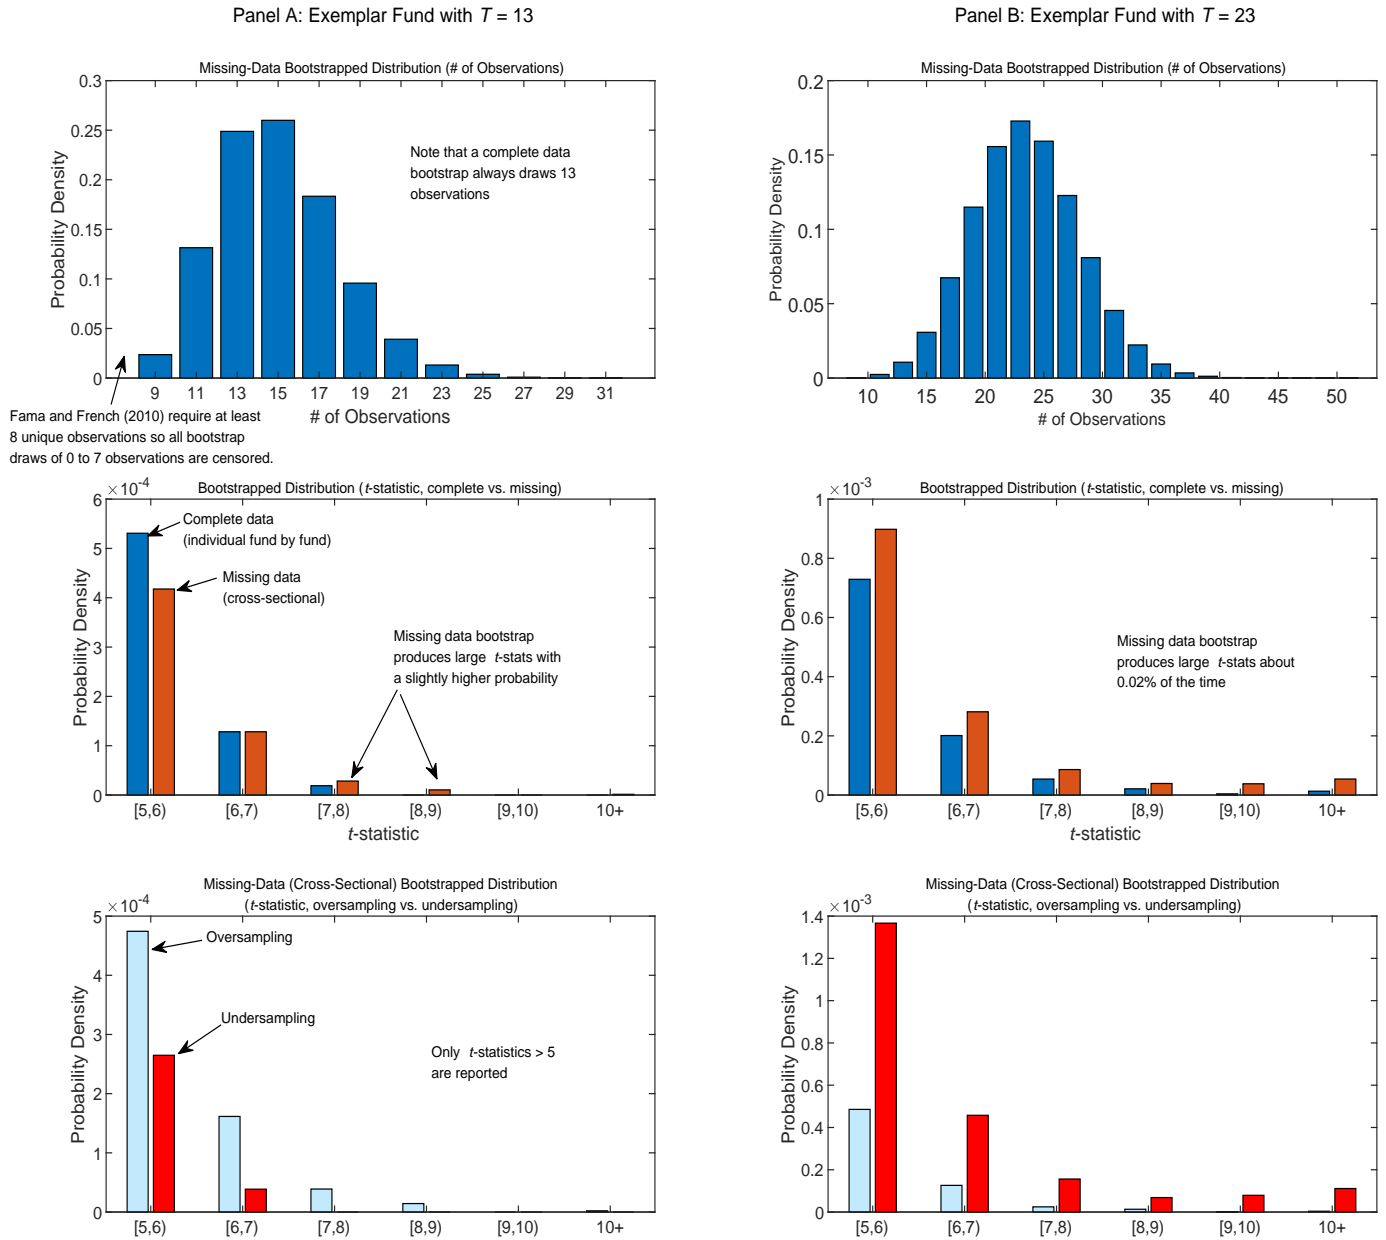 Panel A: Exemplar Fund with T = 13
Missing-Data Bootstrapped Distribution (# of Observations)
0.3
0.25
0.2
0.15
0.1
0.05
0
Probability Density
Note that a complete data
bootstrap always draws 13
observations
9 11 13 15 17 19 21 23 25 27 29 31
# of Observations
Fama and French (2010) require at least
8 unique observations so all bootstrap
draws of 0 to 7 observations are censored.
Panel B: Exemplar Fund with T = 23
Missing-Data Bootstrapped Distribution (# of Observations)
0.2
0.15
0.1
0.05
0
Probability Density
10 15 20 25 30 35 40 45 50
# of Observations
Bootstrapped Distribution (t-statistic, complete vs. missing)
×10-4
6
5
4
3
2
1
0
Probability Density
Complete data
(individual fund by fund)
Missing data
(cross-sectional)
Missing data bootstrap
produces large t-stats with
a slightly higher probability
[5,6) [6,7) [7,8) [8,9) [9,10) 10+
t-statistic
Bootstrapped Distribution (t-statistic, complete vs. missing)
×10-3
1
0.8
0.6
0.4
0.2
0
Probability Density
Missing data bootstrap
produces large t-stats about
0.02% of the time
[5,6) [6,7) [7,8) [8,9) [9,10) 10+
t-statistic
Missing-Data (Cross-Sectional) Bootstrapped Distribution
(t-statistic, oversampling vs. undersampling)
×10-4
5
4
3
2
1
0
Probability Density
Oversampling
Undersampling
Only t-statistics > 5
are reported
[5,6) [6,7) [7,8) [8,9) [9,10) 10+
Missing-Data (Cross-Sectional) Bootstrapped Distribution
(t-statistic, oversampling vs. undersampling)
×10-3
1.4
1.2
1
0.8
0.6
0.4
0.2
0
Probability Density
[5,6) [6,7) [7,8) [8,9) [9,10) 10+